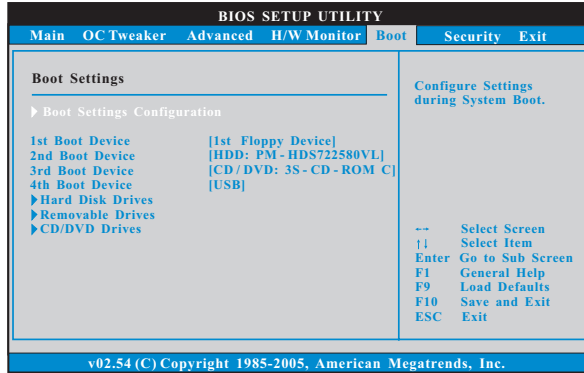 BIOS SETUP UTILITY
Main OC Tweaker Advanced H/W Monitor Boot Security Exit
Boot Settings
Boot Settings Configuration
1st Boot Device [1st Floppy Device]
2nd Boot Device [HDD: PM - HDS722580VL]
3rd Boot Device [CD / DVD: 3S - CD - ROM C]
4th Boot Device [USB]
Hard Disk Drives
Removable Drives
CD/DVD Drives
Configure Settings
during System Boot.
←→ Select Screen
↑↓ Select Item
Enter Go to Sub Screen
F1 General Help
F9 Load Defaults
F10 Save and Exit
ESC Exit
v02.54 (C) Copyright 1985-2005, American Megatrends, Inc.